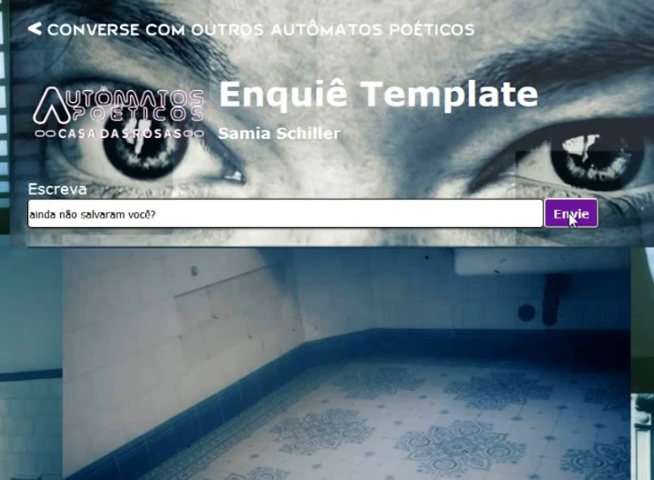 < CONVERSE COM OUTROS AUTÔMATOS POÉTICOS
AUTÔMATOS
POÉTICOS
CASA DAS ROSAS
Enquiê Template
Samia Schiller
Escreva
ainda não salvaram você?
Envie